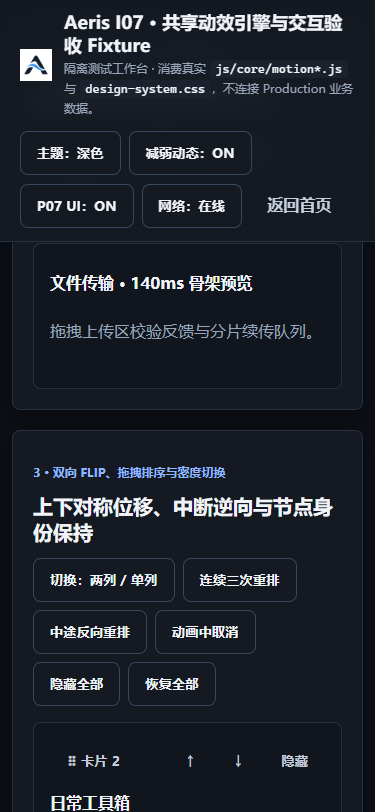 Aeris I07 • 共享动效引擎与交互验
收 Fixture
隔离测试工作台 · 消费真实 js/core/motion*.js
与 design-system.css ，不连接 Production 业务
数据。
主题：深色
减弱动态：ON
P07 UI：ON
网络：在线
返回首页
文件传输 • 140ms 骨架预览
拖拽上传区校验反馈与分片续传队列。
3 • 双向 FLIP、拖拽排序与密度切换
上下对称位移、中断逆向与节点身
份保持
切换：两列 / 单列
连续三次重排
中途反向重排
动画中取消
隐藏全部
恢复全部
⠿ 卡片 2 ↑ ↓ 隐藏
日常工具箱